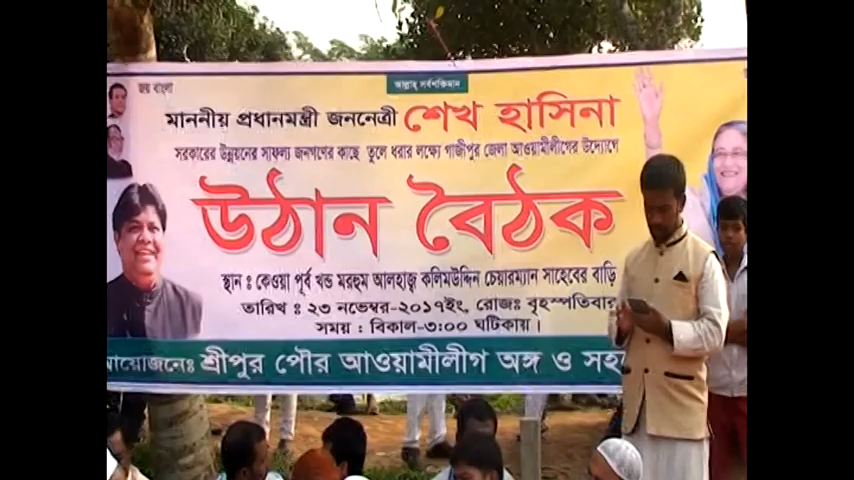 জয় বাংলা
আল্লাহ্ সর্বশক্তিমান
মাননীয় প্রধানমন্ত্রী জননেত্রী শেখ হাসিনা
সরকারের উন্নয়নের সাফল্য জনগণের কাছে তুলে ধরার লক্ষ্যে গাজীপুর জেলা আওয়ামীলীগের উদ্যোগে
উঠান বৈঠক
স্থান : কেওয়া পূর্ব খন্ড মরহুম আলহাজ্ব কলিমউদ্দিন চেয়ারম্যান সাহেবের বাড়ি
তারিখ : ২৩ নভেম্বর-২০১৭ইং, রোজঃ বৃহস্পতিবার
সময় : বিকাল-৩:০০ ঘটিকায়।
আয়োজনেঃ শ্রীপুর পৌর আওয়ামীলীগ অঙ্গ ও